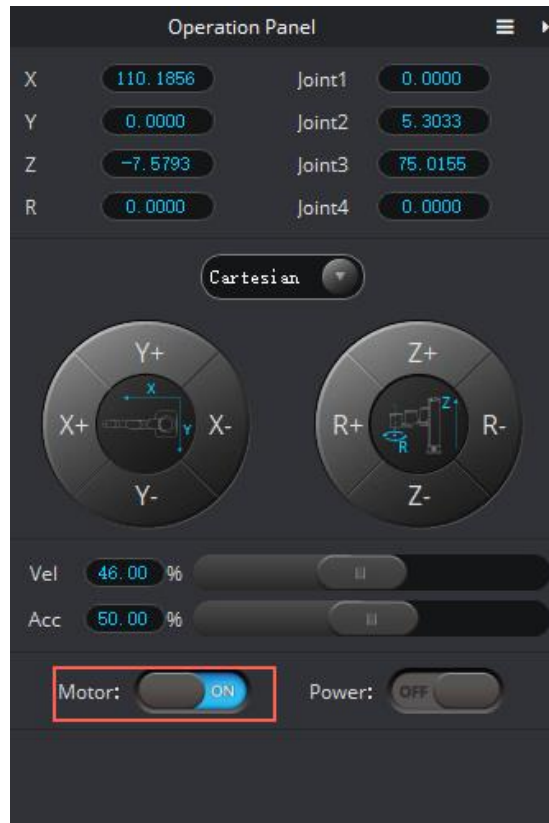 Operation Panel
X 110.1856 Joint1 0.0000
Y 0.0000 Joint2 5.3033
Z -7.5793 Joint3 75.0155
R 0.0000 Joint4 0.0000
Cartesian
Y+ Z+
X
Z
X+ X- R+ R-
Y
R
Y- Z-
Vel 46.00 %
Acc 50.00 %
Motor: ON Power: OFF